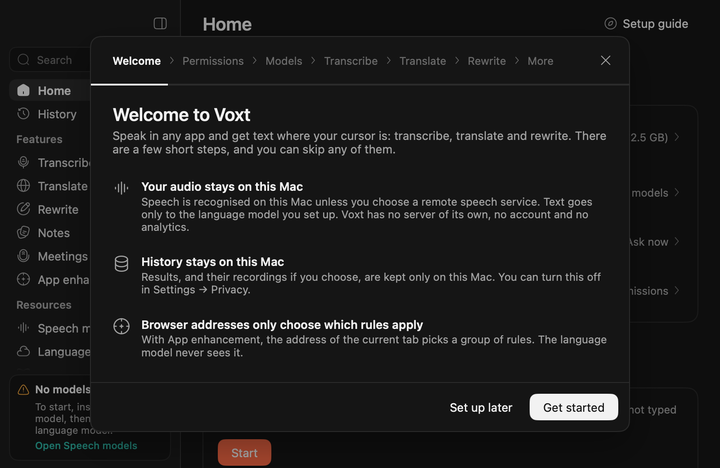 Home
Setup guide
Search
Home
History
Features
Transcribe
Translate
Rewrite
Notes
Meetings
App enha
Resources
Speech m
Language
No models
To start, ins
model, then
language model
Open Speech models
Welcome
Permissions
Models
Transcribe
Translate
Rewrite
More
Welcome to Voxt
Speak in any app and get text where your cursor is: transcribe, translate and rewrite. There
are a few short steps, and you can skip any of them.
Your audio stays on this Mac
Speech is recognised on this Mac unless you choose a remote speech service. Text goes
only to the language model you set up. Voxt has no server of its own, no account and no
analytics.
History stays on this Mac
Results, and their recordings if you choose, are kept only on this Mac. You can turn this off
in Settings → Privacy.
Browser addresses only choose which rules apply
With App enhancement, the address of the current tab picks a group of rules. The language
model never sees it.
Set up later
Get started
2.5 GB)
models
Ask now
missions
not typed
Start